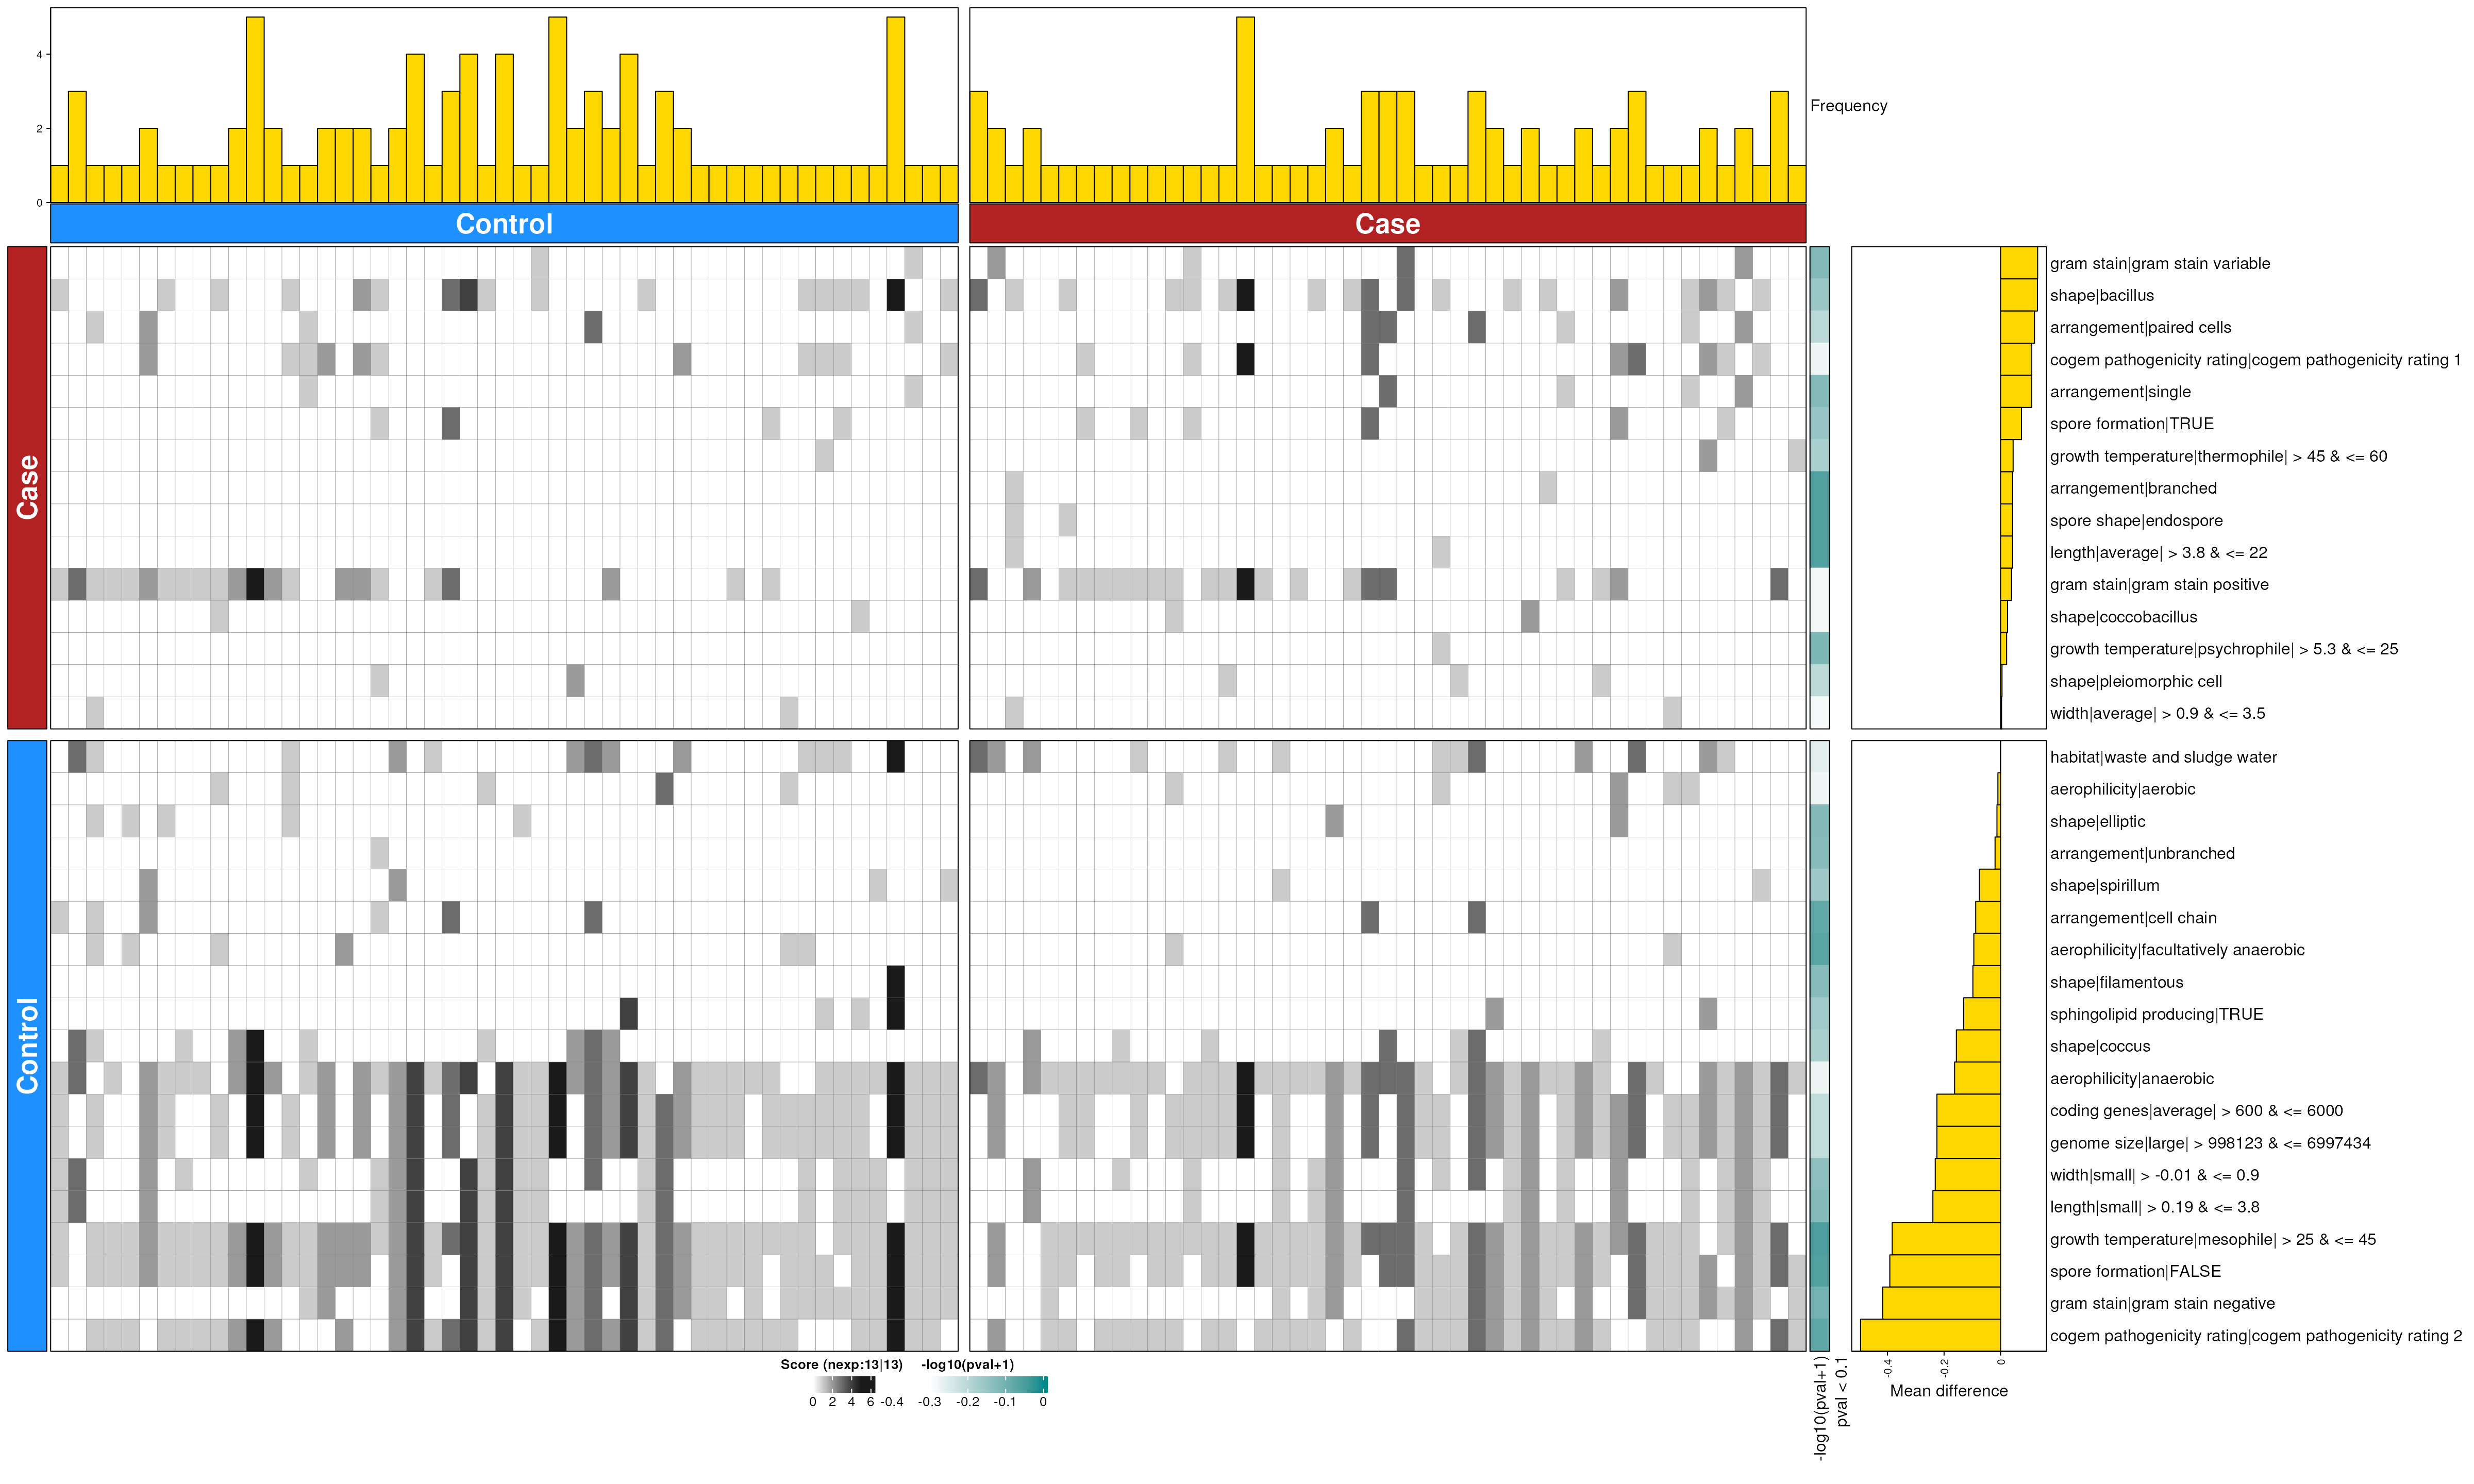 4
2
0
Frequency
Control
Case
Case
gram stain|gram stain variable
shape|bacillus
arrangement|paired cells
cogem pathogenicity rating|cogem pathogenicity rating 1
arrangement|single
spore formation|TRUE
growth temperature|thermophile| > 45 & <= 60
arrangement|branched
spore shape|endospore
length|average| > 3.8 & <= 22
gram stain|gram stain positive
shape|coccobacillus
growth temperature|psychrophile| > 5.3 & <= 25
shape|pleiomorphic cell
width|average| > 0.9 & <= 3.5
Control
habitat|waste and sludge water
aerophilicity|aerobic
shape|elliptic
arrangement|unbranched
shape|spirillum
arrangement|cell chain
aerophilicity|facultatively anaerobic
shape|filamentous
sphingolipid producing|TRUE
shape|coccus
aerophilicity|anaerobic
coding genes|average| > 600 & <= 6000
genome size|large| > 998123 & <= 6997434
width|small| > -0.01 & <= 0.9
length|small| > 0.19 & <= 3.8
growth temperature|mesophile| > 25 & <= 45
spore formation|FALSE
gram stain|gram stain negative
cogem pathogenicity rating|cogem pathogenicity rating 2
-0.4 -0.2 0
Mean difference
-log10(pval+1)
pval < 0.1
Score (nexp:13|13)
0 2 4 6
-log10(pval+1)
-0.4 -0.3 -0.2 -0.1 0